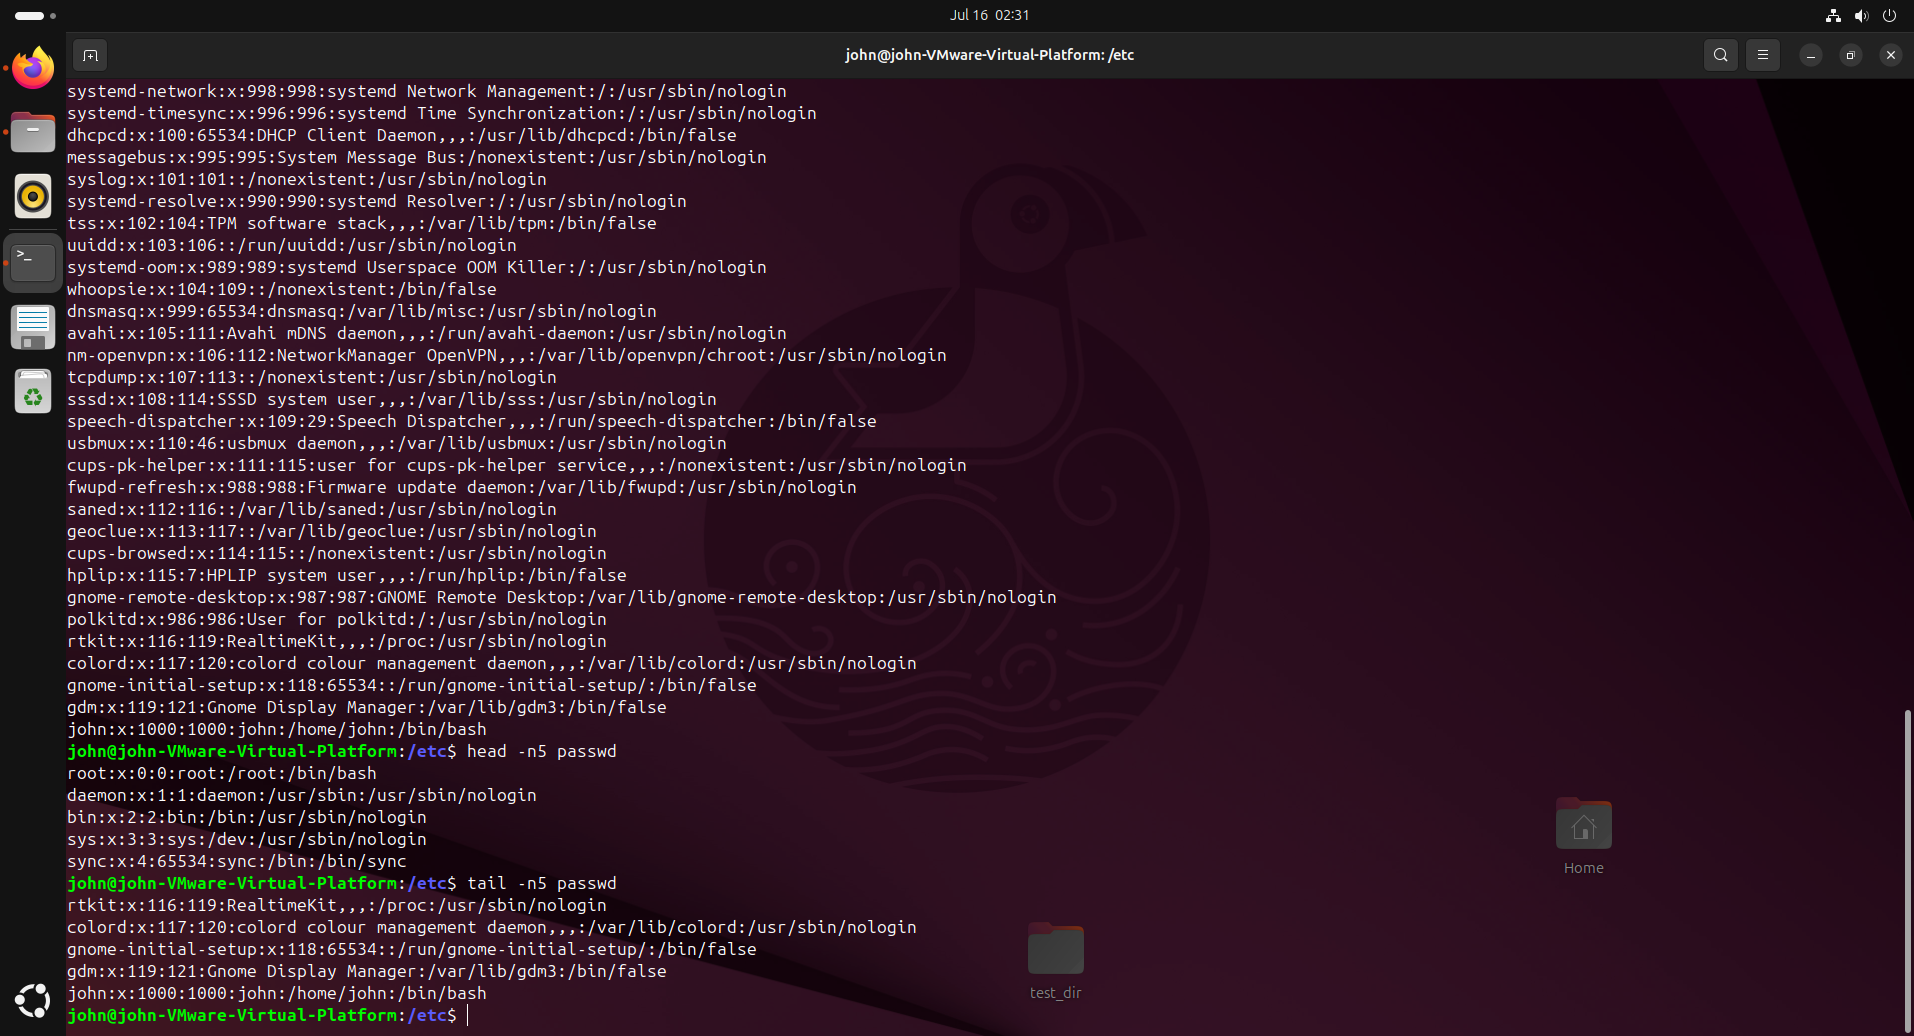 Jul 16 02:31
john@john-VMware-Virtual-Platform: /etc
systemd-network:x:998:998:systemd Network Management:/:/usr/sbin/nologin
systemd-timesync:x:996:996:systemd Time Synchronization:/:/usr/sbin/nologin
dhcpcd:x:100:65534:DHCP Client Daemon,,,:/usr/lib/dhcpcd:/bin/false
messagebus:x:995:995:System Message Bus:/nonexistent:/usr/sbin/nologin
syslog:x:101:101::/nonexistent:/usr/sbin/nologin
systemd-resolve:x:990:990:systemd Resolver:/:/usr/sbin/nologin
tss:x:102:104:TPM software stack,,,:/var/lib/tpm:/bin/false
uuidd:x:103:106::/run/uuidd:/usr/sbin/nologin
systemd-oom:x:989:989:systemd Userspace OOM Killer:/:/usr/sbin/nologin
whoopsie:x:104:109::/nonexistent:/bin/false
dnsmasq:x:999:65534:dnsmasq:/var/lib/misc:/usr/sbin/nologin
avahi:x:105:111:Avahi mDNS daemon,,,:/run/avahi-daemon:/usr/sbin/nologin
nm-openvpn:x:106:112:NetworkManager OpenVPN,,,:/var/lib/openvpn/chroot:/usr/sbin/nologin
tcpdump:x:107:113::/nonexistent:/usr/sbin/nologin
sssd:x:108:114:SSSD system user,,,:/var/lib/sss:/usr/sbin/nologin
speech-dispatcher:x:109:29:Speech Dispatcher,,,:/run/speech-dispatcher:/bin/false
usbmux:x:110:46:usbmux daemon,,,:/var/lib/usbmux:/usr/sbin/nologin
cups-pk-helper:x:111:115:user for cups-pk-helper service,,,:/nonexistent:/usr/sbin/nologin
fwupd-refresh:x:988:988:Firmware update daemon:/var/lib/fwupd:/usr/sbin/nologin
saned:x:112:116::/var/lib/saned:/usr/sbin/nologin
geoclue:x:113:117::/var/lib/geoclue:/usr/sbin/nologin
cups-browsed:x:114:115::/nonexistent:/usr/sbin/nologin
hplip:x:115:7:HPLIP system user,,,:/run/hplip:/bin/false
gnome-remote-desktop:x:987:987:GNOME Remote Desktop:/var/lib/gnome-remote-desktop:/usr/sbin/nologin
polkitd:x:986:986:User for polkitd:/:/usr/sbin/nologin
rtkit:x:116:119:RealtimeKit,,,:/proc:/usr/sbin/nologin
colord:x:117:120:colord colour management daemon,,,:/var/lib/colord:/usr/sbin/nologin
gnome-initial-setup:x:118:65534::/run/gnome-initial-setup/:/bin/false
gdm:x:119:121:Gnome Display Manager:/var/lib/gdm3:/bin/false
john:x:1000:1000:john:/home/john:/bin/bash
john@john-VMware-Virtual-Platform:/etc$ head -n5 passwd
root:x:0:0:root:/root:/bin/bash
daemon:x:1:1:daemon:/usr/sbin:/usr/sbin/nologin
bin:x:2:2:bin:/bin:/usr/sbin/nologin
sys:x:3:3:sys:/dev:/usr/sbin/nologin
sync:x:4:65534:sync:/bin:/bin/sync
john@john-VMware-Virtual-Platform:/etc$ tail -n5 passwd
rtkit:x:116:119:RealtimeKit,,,:/proc:/usr/sbin/nologin
colord:x:117:120:colord colour management daemon,,,:/var/lib/colord:/usr/sbin/nologin
gnome-initial-setup:x:118:65534::/run/gnome-initial-setup/:/bin/false
gdm:x:119:121:Gnome Display Manager:/var/lib/gdm3:/bin/false
john:x:1000:1000:john:/home/john:/bin/bash
john@john-VMware-Virtual-Platform:/etc$
Home
test_dir